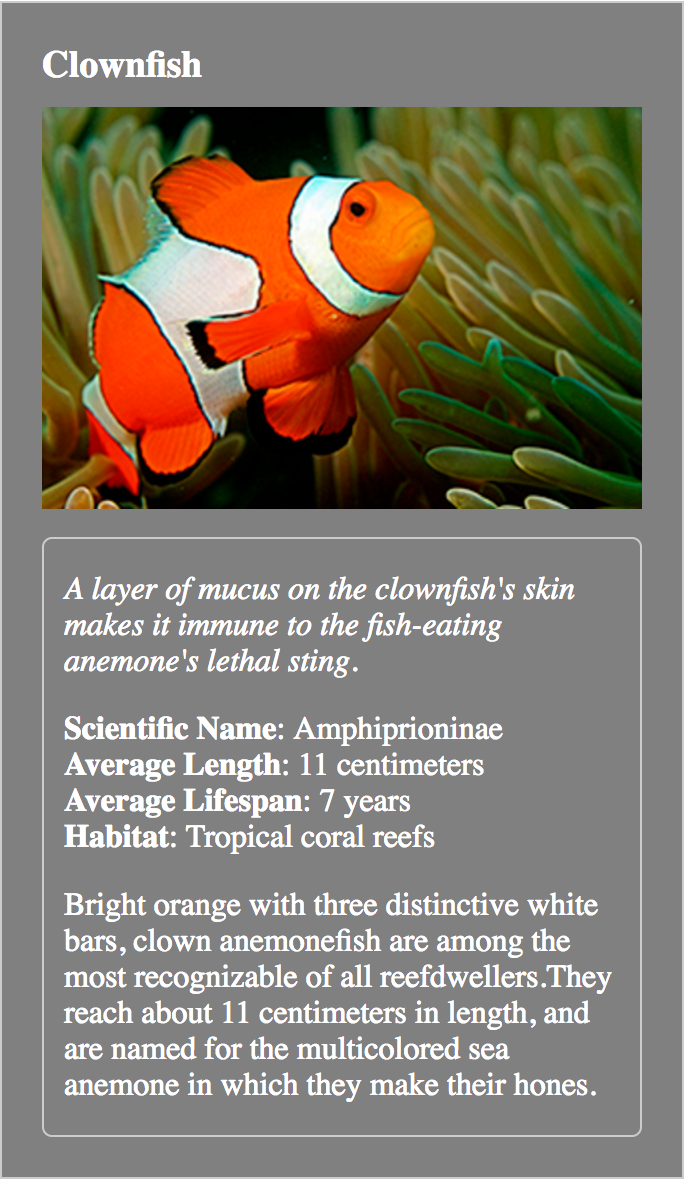 Clownfish
A layer of mucus on the clownfish's skin
makes it immune to the fish-eating
anemone's lethal sting.
Scientific Name: Amphiprioninae
Average Length: 11 centimeters
Average Lifespan: 7 years
Habitat: Tropical coral reefs
Bright orange with three distinctive white
bars, clown anemonefish are among the
most recognizable of all reefdwellers.They
reach about 11 centimeters in length, and
are named for the multicolored sea
anemone in which they make their hones.